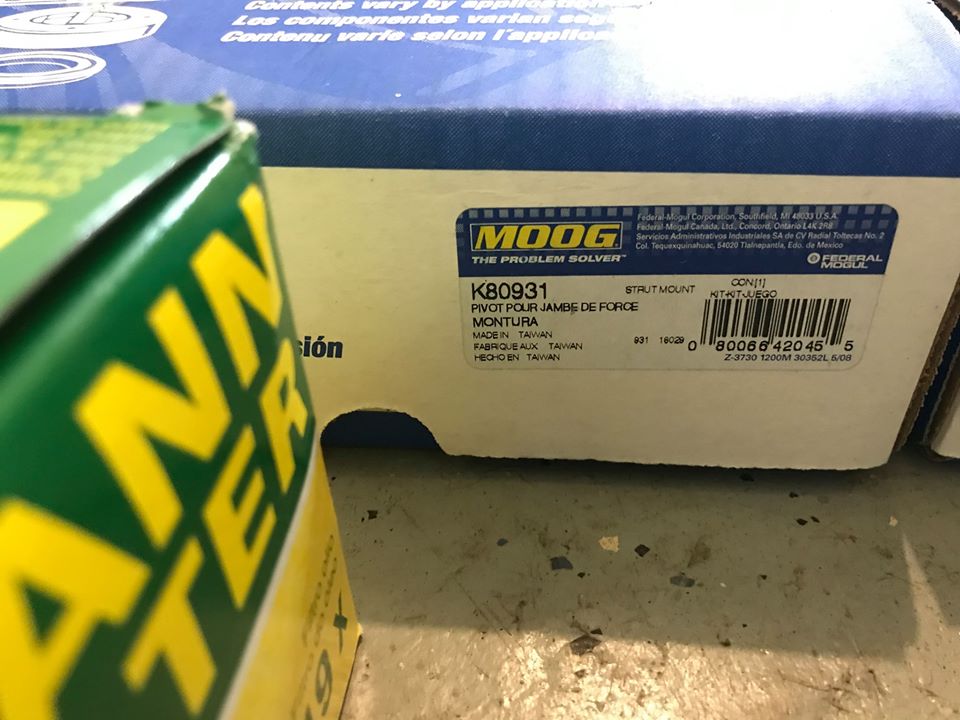 Contents vary by application
Los componentes varian seg
Contenu varie selon l'applica
sión
MOOG
THE PROBLEM SOLVER™
Federal-Mogul Corporation, Southfield, MI 48033 U.S.A.
Federal-Mogul Canada, Ltd., Concord, Ontario L4K 2R8
Servicios Administrativos Industriales SA de CV Radial Toltecas No. 2
Col. Tequexquinahuac, 54020 Tlalnepantla, Edo. de Mexico
FEDERAL
MOGUL
K80931
STRUT MOUNT
CON[1]
KIT-KIT-JUEGO
PIVOT POUR JAMBE DE FORCE
MONTURA
MADE IN TAIWAN
FABRIQUE AUX TAIWAN
HECHO EN TAIWAN
931 16029
0 80066 42045 5
Z-3730 1200M 30352L 5/08
ANN
TER
9 X